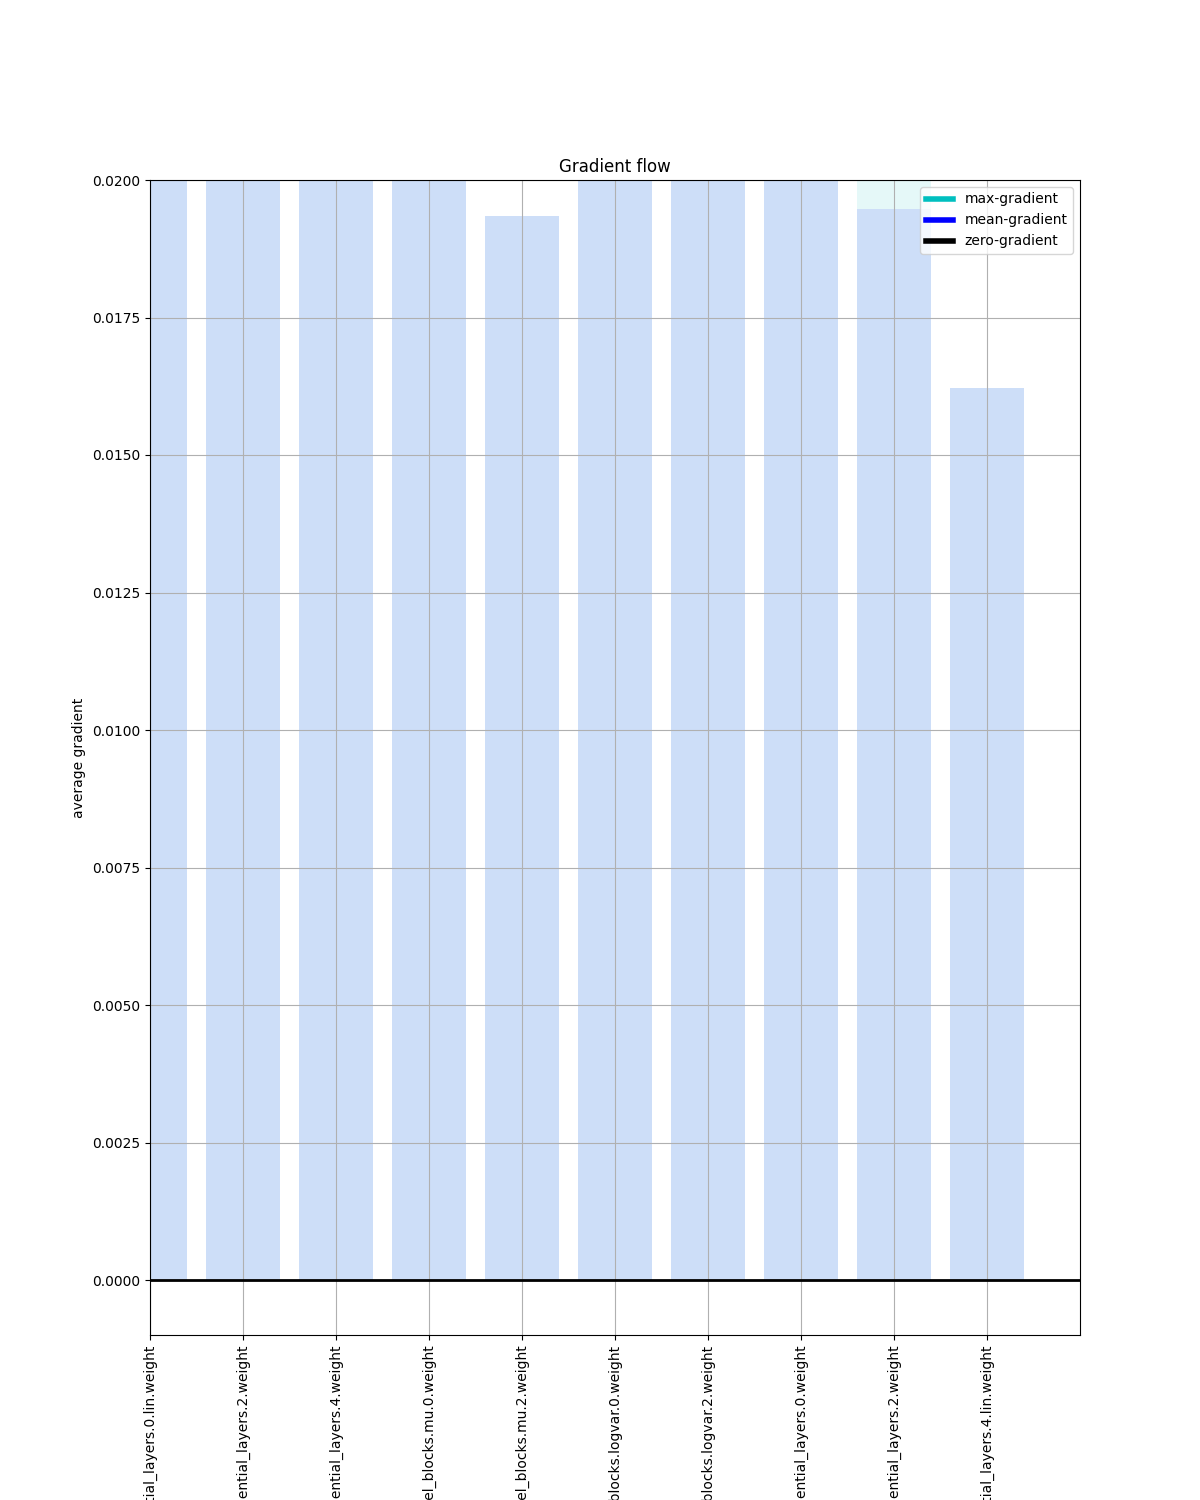 Gradient flow
max-gradient
mean-gradient
zero-gradient
0.0200
0.0175
0.0150
0.0125
0.0100
0.0075
0.0050
0.0025
0.0000
average gradient
tial_layers.0.lin.weight
ential_layers.2.weight
ential_layers.4.weight
el_blocks.mu.0.weight
el_blocks.mu.2.weight
blocks.logvar.0.weight
blocks.logvar.2.weight
ential_layers.0.weight
ential_layers.2.weight
tial_layers.4.lin.weight